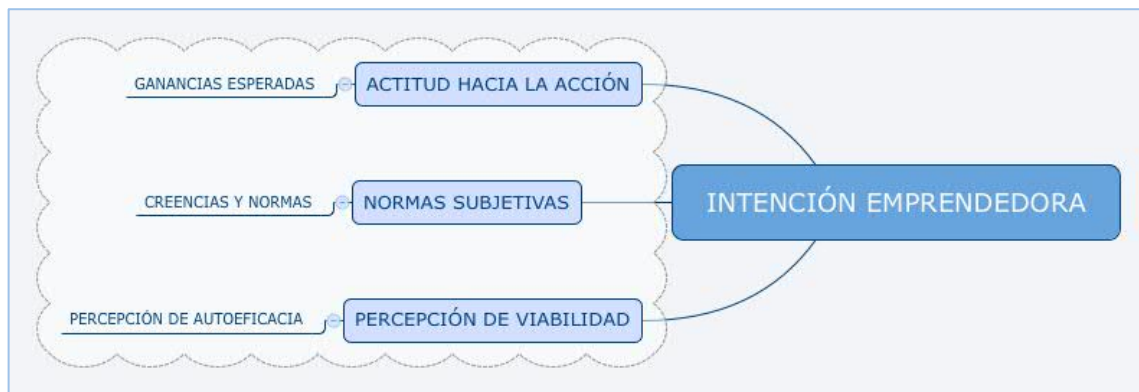 GANANCIAS ESPERADAS
ACTITUD HACIA LA ACCIÓN
CREENCIAS Y NORMAS
NORMAS SUBJETIVAS
INTENCIÓN EMPRENDEDORA
PERCEPCIÓN DE AUTOEFICACIA
PERCEPCIÓN DE VIABILIDAD